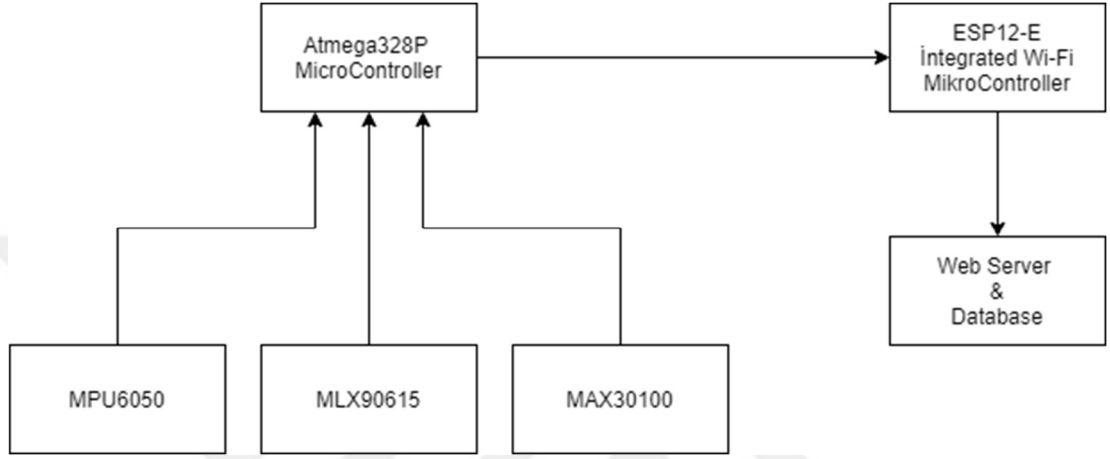 Atmega328P
MicroController
ESP12-E
İntegrated Wi-Fi
MikroController
Web Server
&
Database
MPU6050
MLX90615
MAX30100